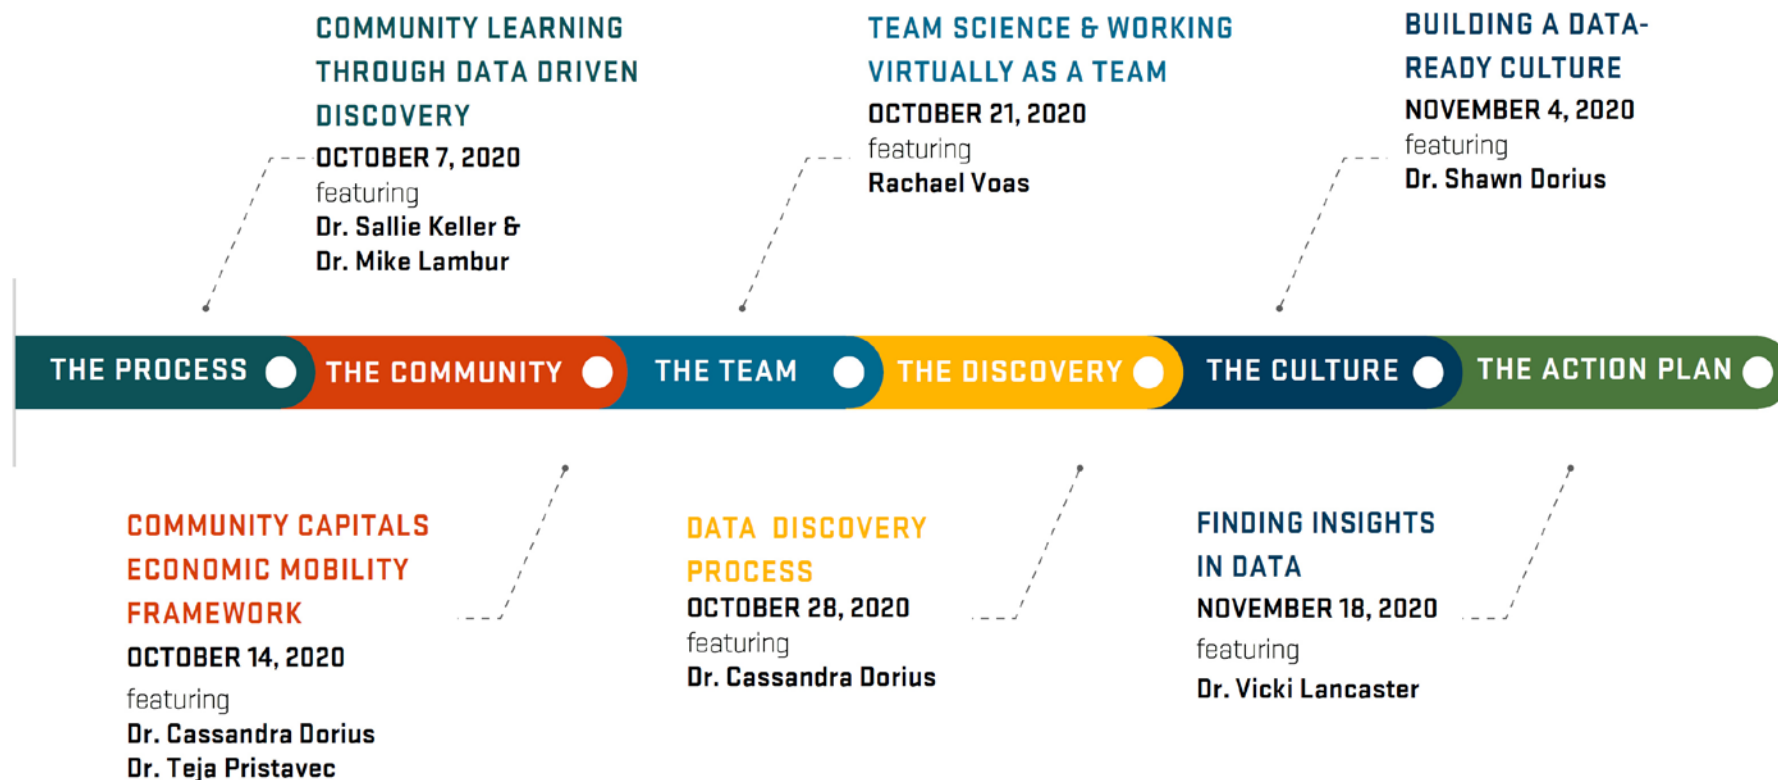 COMMUNITY LEARNING
THROUGH DATA DRIVEN
DISCOVERY
OCTOBER 7, 2020
featuring
Dr. Sallie Keller &
Dr. Mike Lambur
TEAM SCIENCE & WORKING
VIRTUALLY AS A TEAM
OCTOBER 21, 2020
featuring
Rachael Voas
BUILDING A DATA-
READY CULTURE
NOVEMBER 4, 2020
featuring
Dr. Shawn Dorius
THE PROCESS
THE COMMUNITY
THE TEAM
THE DISCOVERY
THE CULTURE
THE ACTION PLAN
COMMUNITY CAPITALS
ECONOMIC MOBILITY
FRAMEWORK
OCTOBER 14, 2020
featuring
Dr. Cassandra Dorius
Dr. Teja Pristavec
DATA DISCOVERY
PROCESS
OCTOBER 28, 2020
featuring
Dr. Cassandra Dorius
FINDING INSIGHTS
IN DATA
NOVEMBER 18, 2020
featuring
Dr. Vicki Lancaster